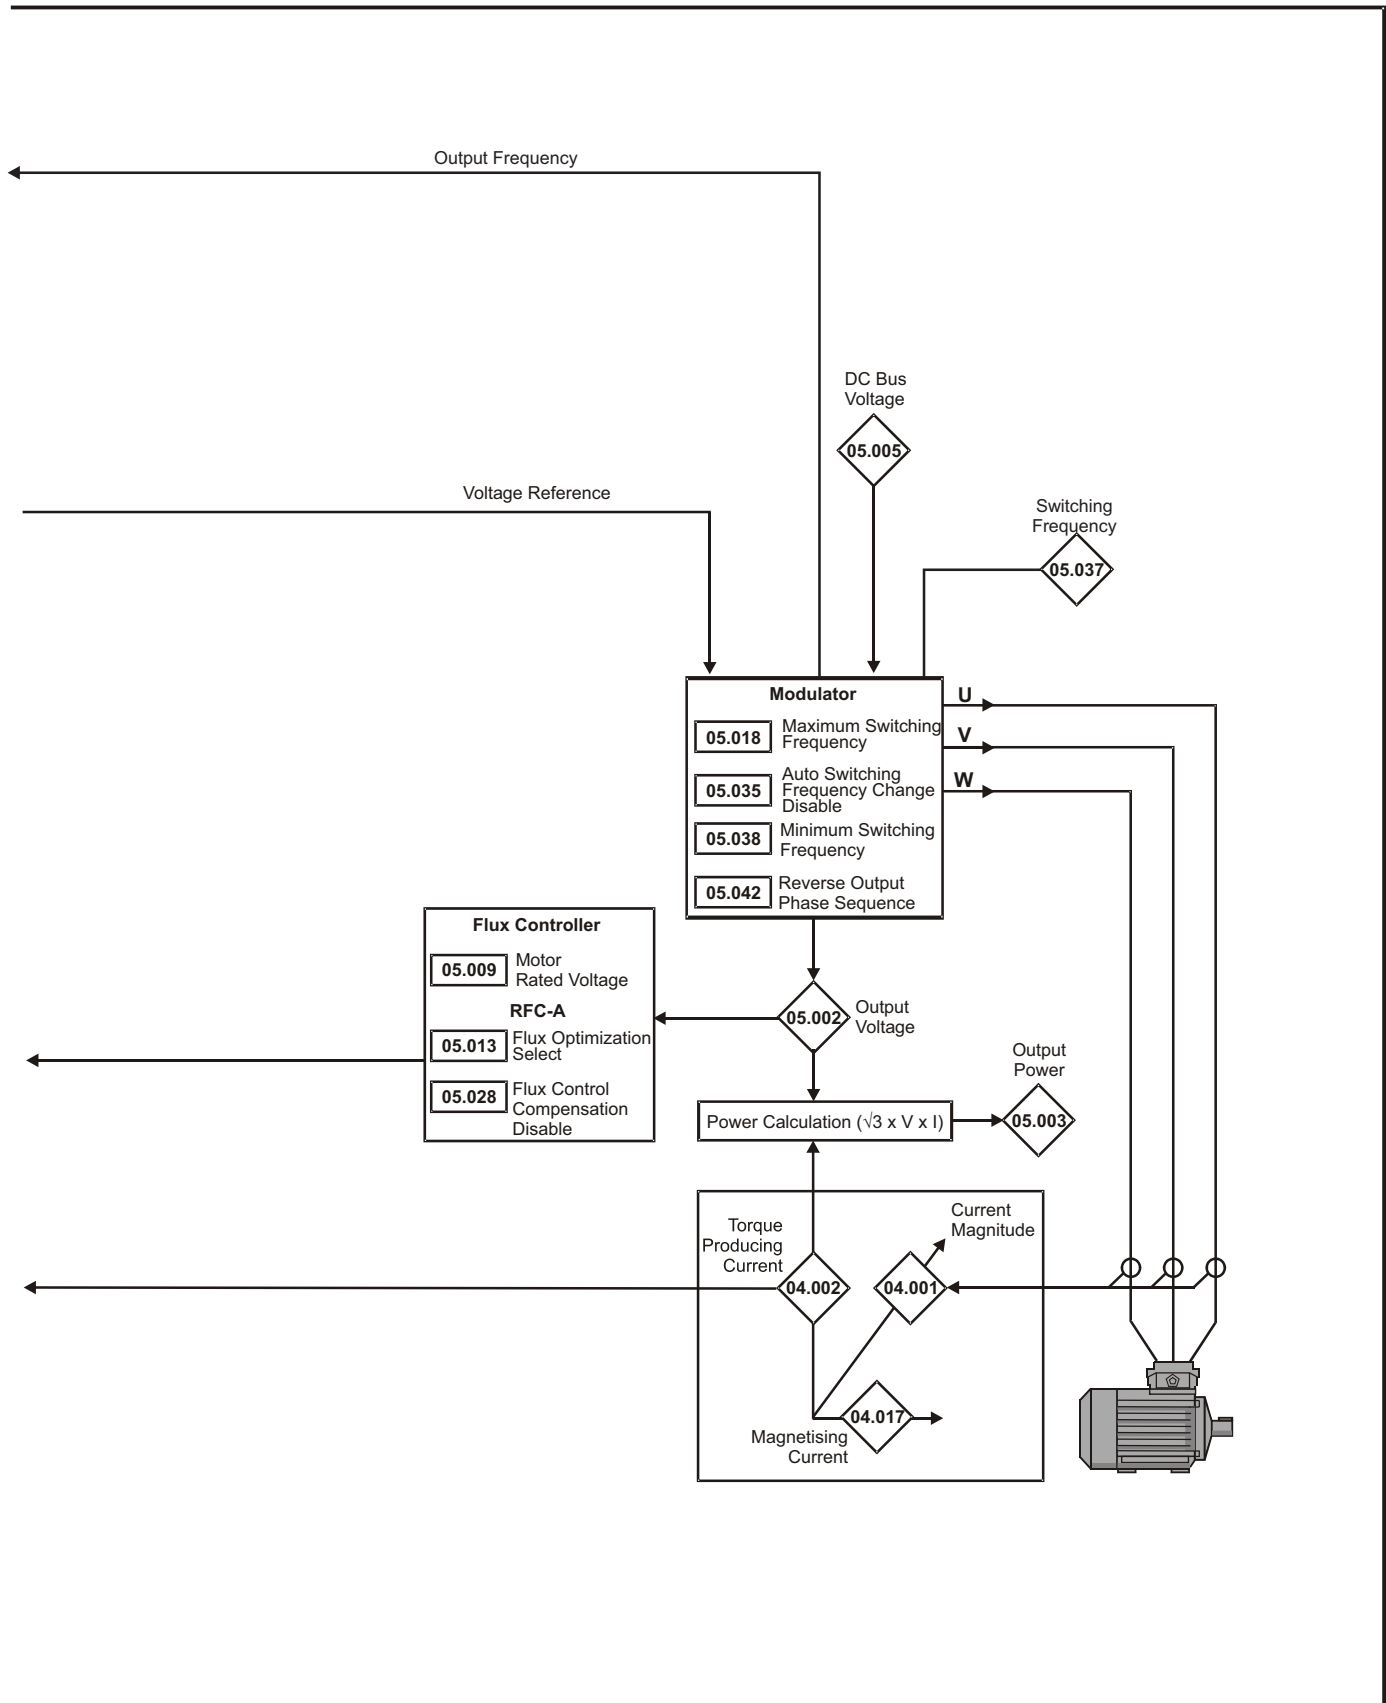 Output Frequency
DC Bus
Voltage
05.005
Voltage Reference
Switching
Frequency
05.037
Modulator
05.018
Maximum Switching
Frequency
05.035
Auto Switching
Frequency Change
Disable
05.038
Minimum Switching
Frequency
05.042
Reverse Output
Phase Sequence
U
V
W
Flux Controller
05.009
Motor
Rated Voltage
RFC-A
05.013
Flux Optimization
Select
05.028
Flux Control
Compensation
Disable
05.002
Output
Voltage
Output
Power
Power Calculation (√3 x V x I)
05.003
Torque
Producing
Current
04.002
Current
Magnitude
04.001
04.017
Magnetising
Current